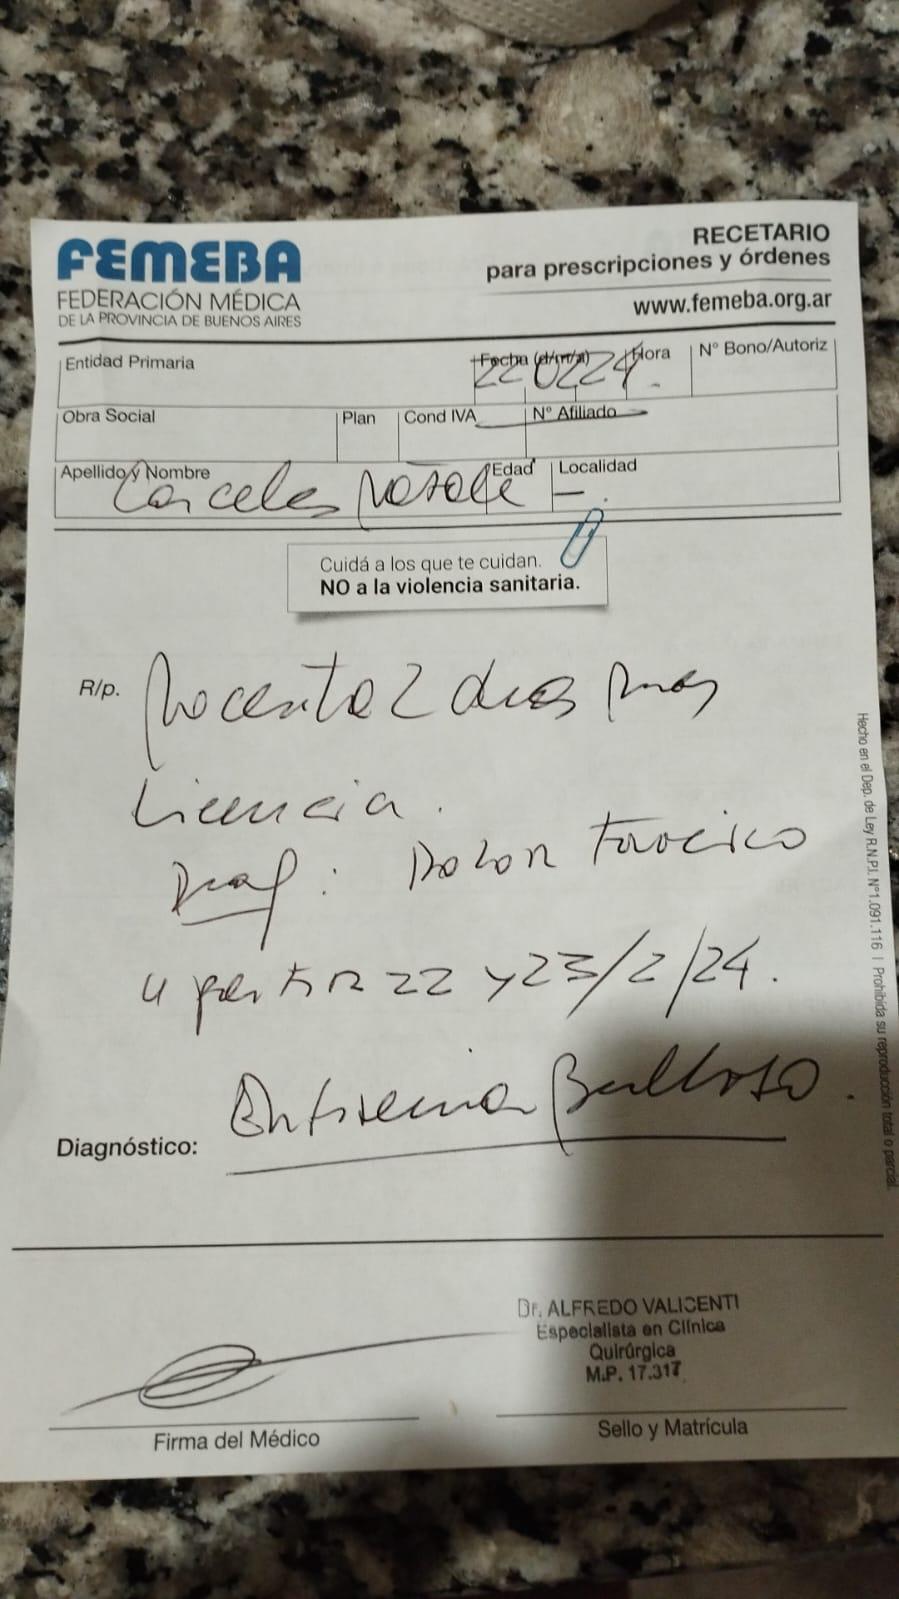 FEMEBA
FEDERACIÓN MÉDICA
DE LA PROVINCIA DE BUENOS AIRES
RECETARIO
para prescripciones y órdenes
www.femeba.org.ar
Entidad Primaria
Fecha (d/m/a) Hora
N° Bono/Autoriz
220224
Obra Social
Plan
Cond IVA
N° Afiliado
Apellido y Nombre
Edad
Localidad
Cuidá a los que te cuidan.
NO a la violencia sanitaria.
R/p. 2 dias mas
Licencia.
: Dolor
a partir 22 y 23/2/24.
Diagnóstico: Enfisema Bulloso.
Dr. ALFREDO VALICENTI
Especialista en Clínica
Quirúrgica
M.P. 17.317
Firma del Médico
Sello y Matrícula
Hecho en el Dep. de Ley R.N.P.I. N°1.091.116 | Prohibida su reproducción total o parcial.